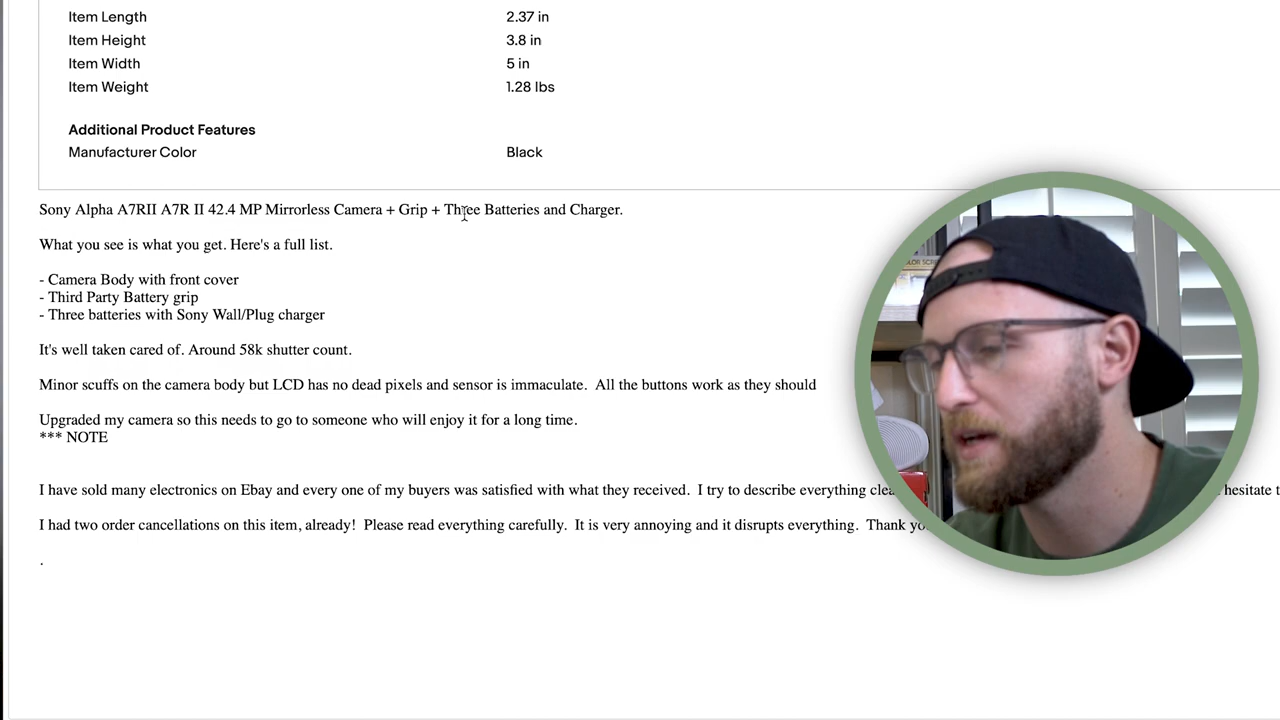 Item Length 2.37 in
Item Height 3.8 in
Item Width 5 in
Item Weight 1.28 lbs
Additional Product Features
Manufacturer Color Black
Sony Alpha A7RII A7R II 42.4 MP Mirrorless Camera + Grip + Three Batteries and Charger.
What you see is what you get. Here's a full list.
- Camera Body with front cover
- Third Party Battery grip
- Three batteries with Sony Wall/Plug charger
It's well taken cared of. Around 58k shutter count.
Minor scuffs on the camera body but LCD has no dead pixels and sensor is immaculate. All the buttons work as they should
Upgraded my camera so this needs to go to someone who will enjoy it for a long time.
*** NOTE
I have sold many electronics on Ebay and every one of my buyers was satisfied with what they received. I try to describe everything hesitate
I had two order cancellations on this item, already! Please read everything carefully. It is very annoying and it disrupts everything. Thank
.